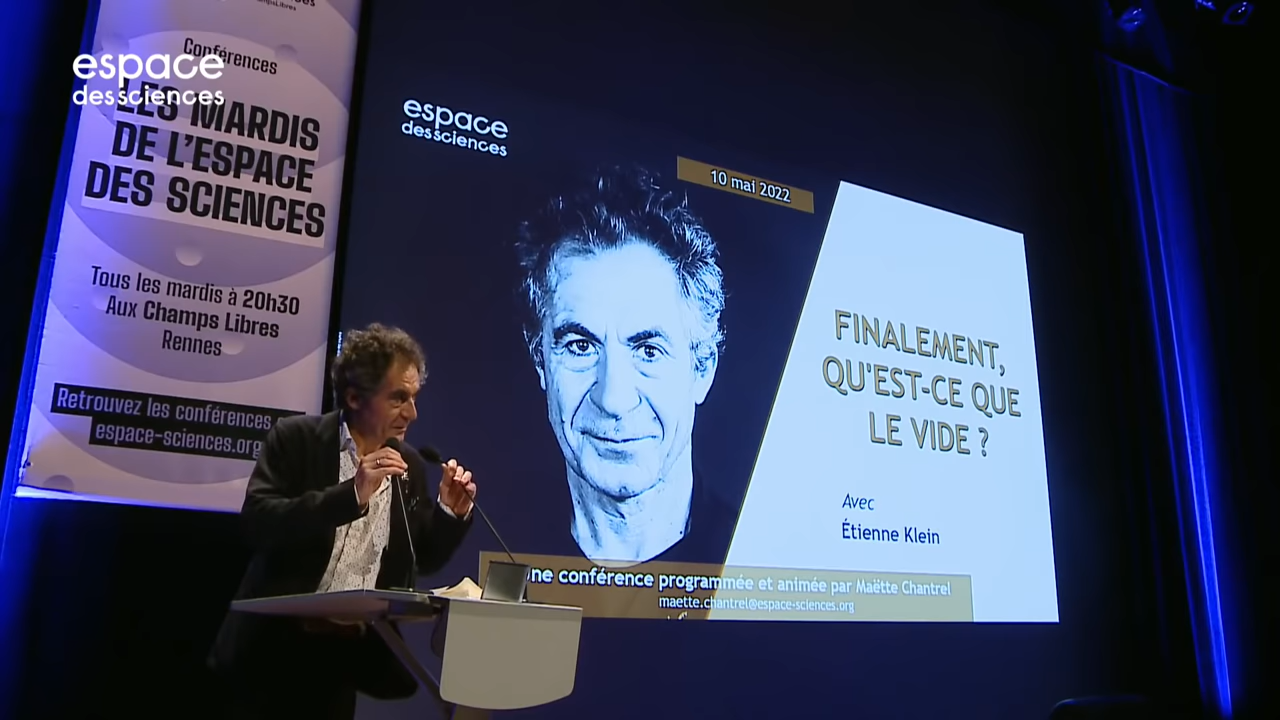 Conférences
espace
des sciences
LES MARDIS
DE L'ESPACE
DES SCIENCES
Tous les mardis à 20h30
Aux Champs Libres
Rennes
Retrouvez les conférences
espace-sciences.org
espace
des sciences
10 mai 2022
FINALEMENT,
QU'EST-CE QUE
LE VIDE ?
Avec
Étienne Klein
ne conférence programmée et animée par Maëtte Chantrel
maette.chantrel@espace-sciences.org